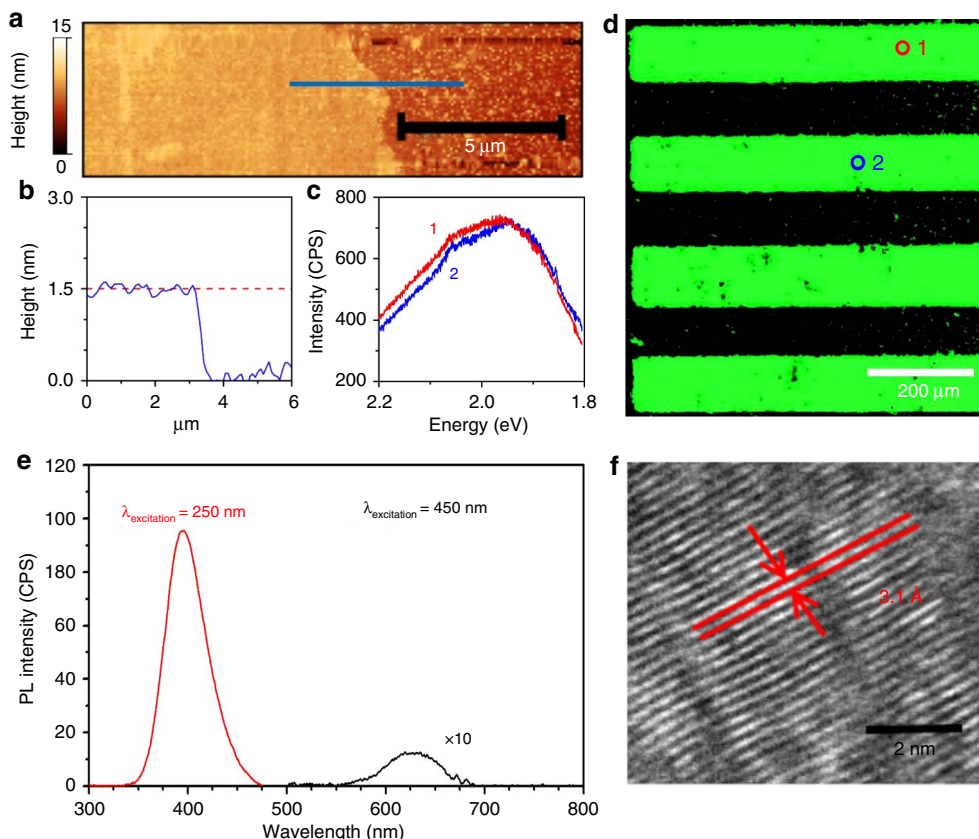 a
15
Height (nm)
0
5 μm
b
3.0
Height (nm)
1.5
0.0
0 2 4 6
μm
c
800
Intensity (CPS)
600
400
200
1
2
2.2 2.0 1.8
Energy (eV)
d
1
2
200 μm
e
120
100
180
60
40
20
0
PL intensity (CPS)
λexcitation = 250 nm
λexcitation = 450 nm
×10
300 400 500 600 700 800
Wavelength (nm)
f
3.1 Å
2 nm